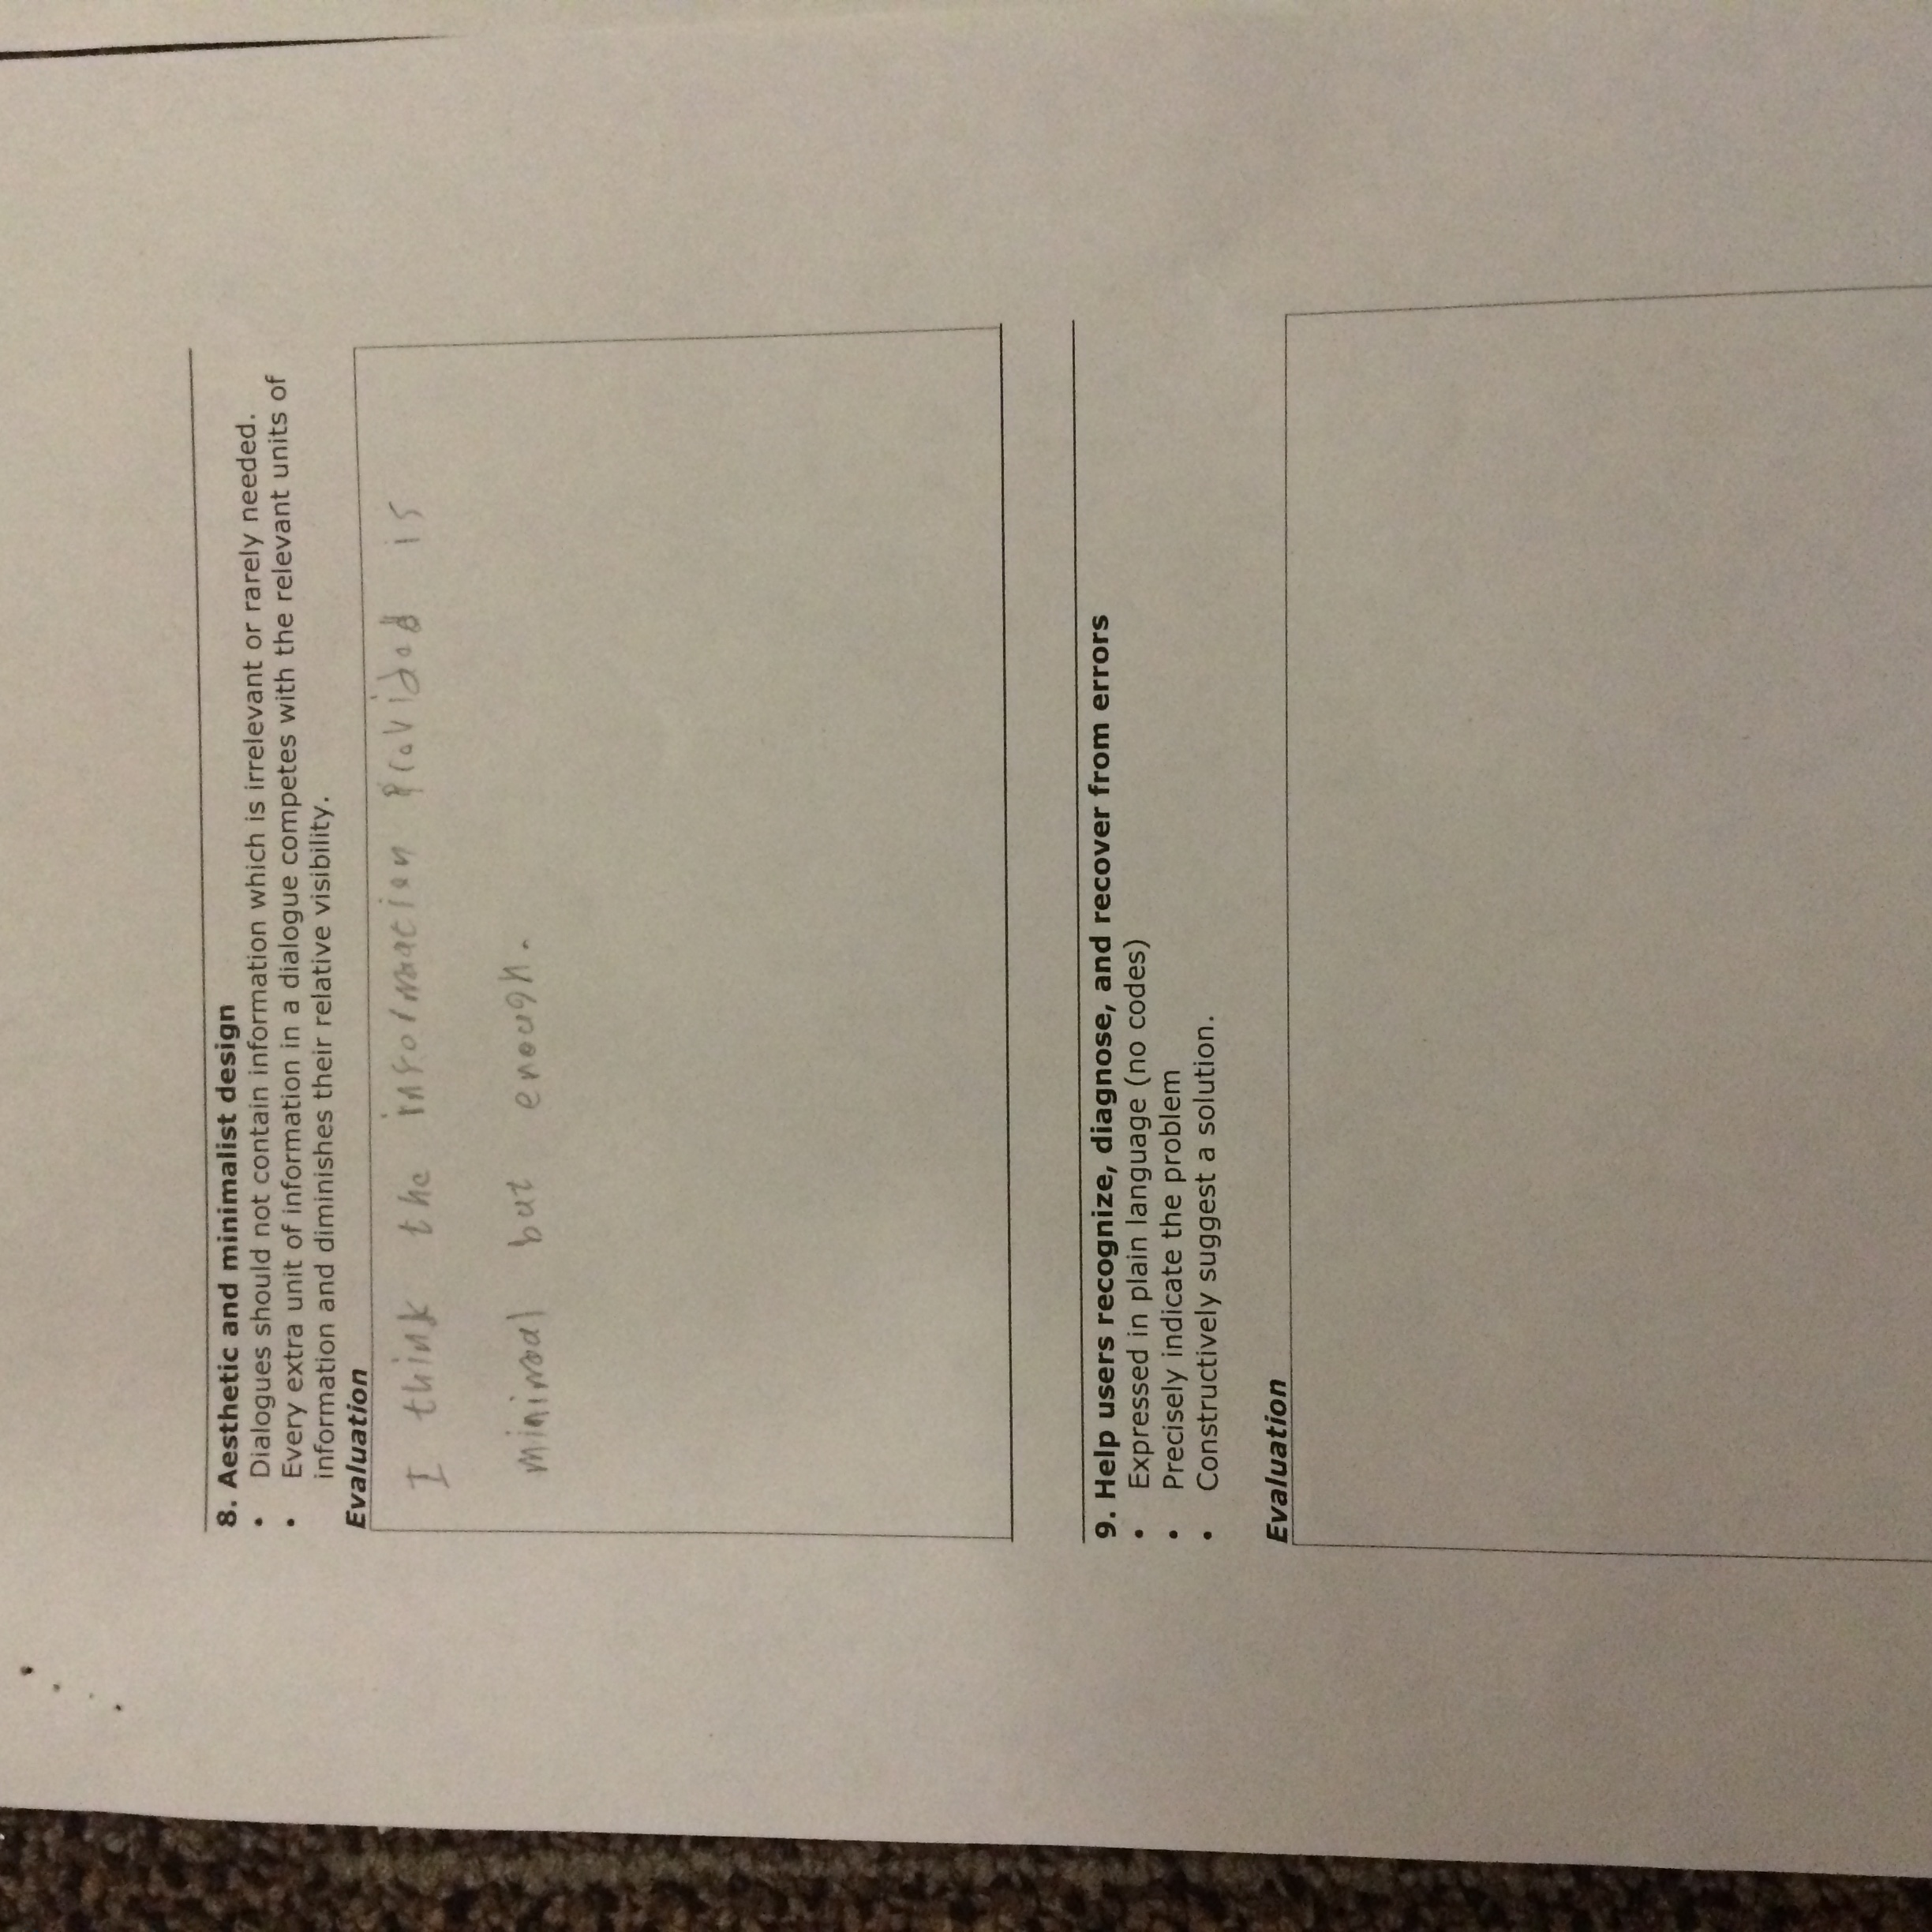 8. Aesthetic and minimalist design
• Dialogues should not contain information which is irrelevant or rarely needed.
• Every extra unit of information in a dialogue competes with the relevant units of
information and diminishes their relative visibility.
Evaluation
I think the information provided is
minimal but enough.
9. Help users recognize, diagnose, and recover from errors
• Expressed in plain language (no codes)
• Precisely indicate the problem
• Constructively suggest a solution.
Evaluation